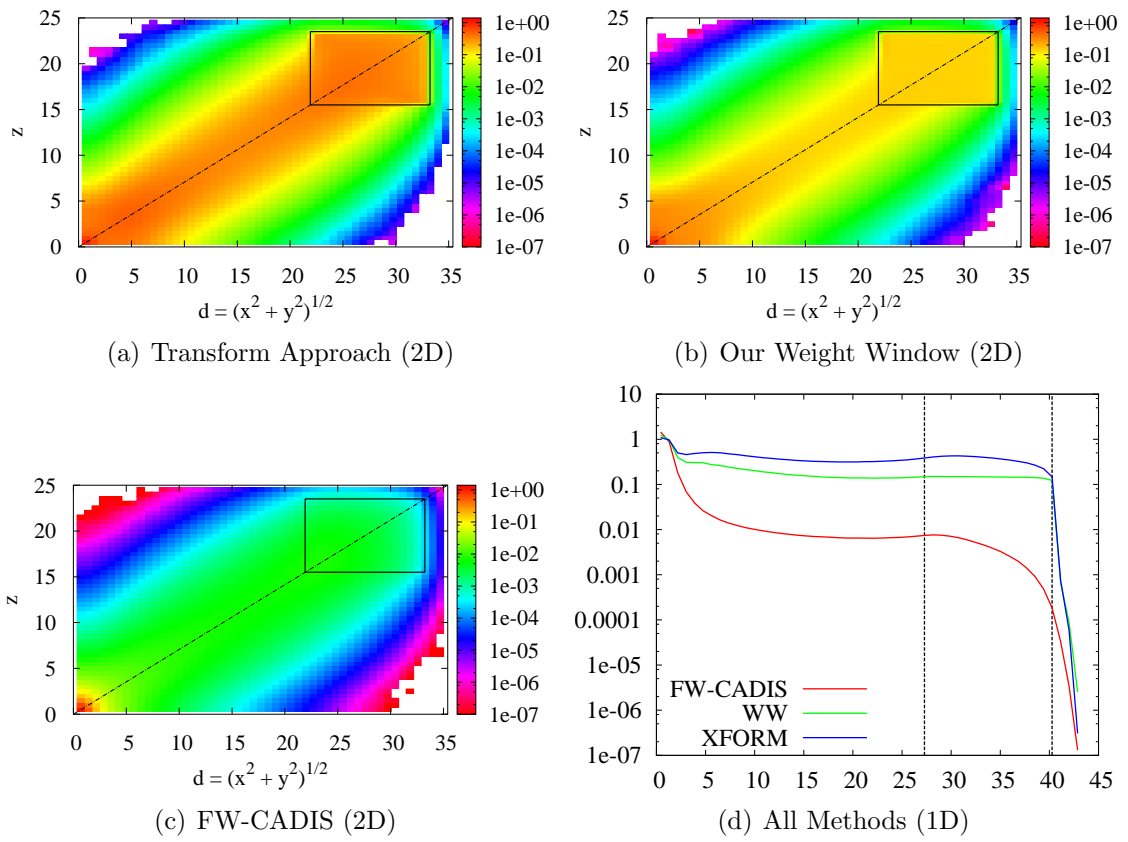 25
20
15
10
5
0
z
0 5 10 15 20 25 30 35
d = (x² + y²)^{1/2}
1e+00
1e-01
1e-02
1e-03
1e-04
1e-05
1e-06
1e-07
(a) Transform Approach (2D)
25
20
15
10
5
0
z
0 5 10 15 20 25 30 35
d = (x² + y²)^{1/2}
1e+00
1e-01
1e-02
1e-03
1e-04
1e-05
1e-06
1e-07
(b) Our Weight Window (2D)
25
20
15
10
5
0
z
0 5 10 15 20 25 30 35
d = (x² + y²)^{1/2}
1e+00
1e-01
1e-02
1e-03
1e-04
1e-05
1e-06
1e-07
(c) FW-CADIS (2D)
10
1
0.1
0.01
0.001
0.0001
1e-05
1e-06
1e-07
FW-CADIS
WW
XFORM
0 5 10 15 20 25 30 35 40 45
(d) All Methods (1D)